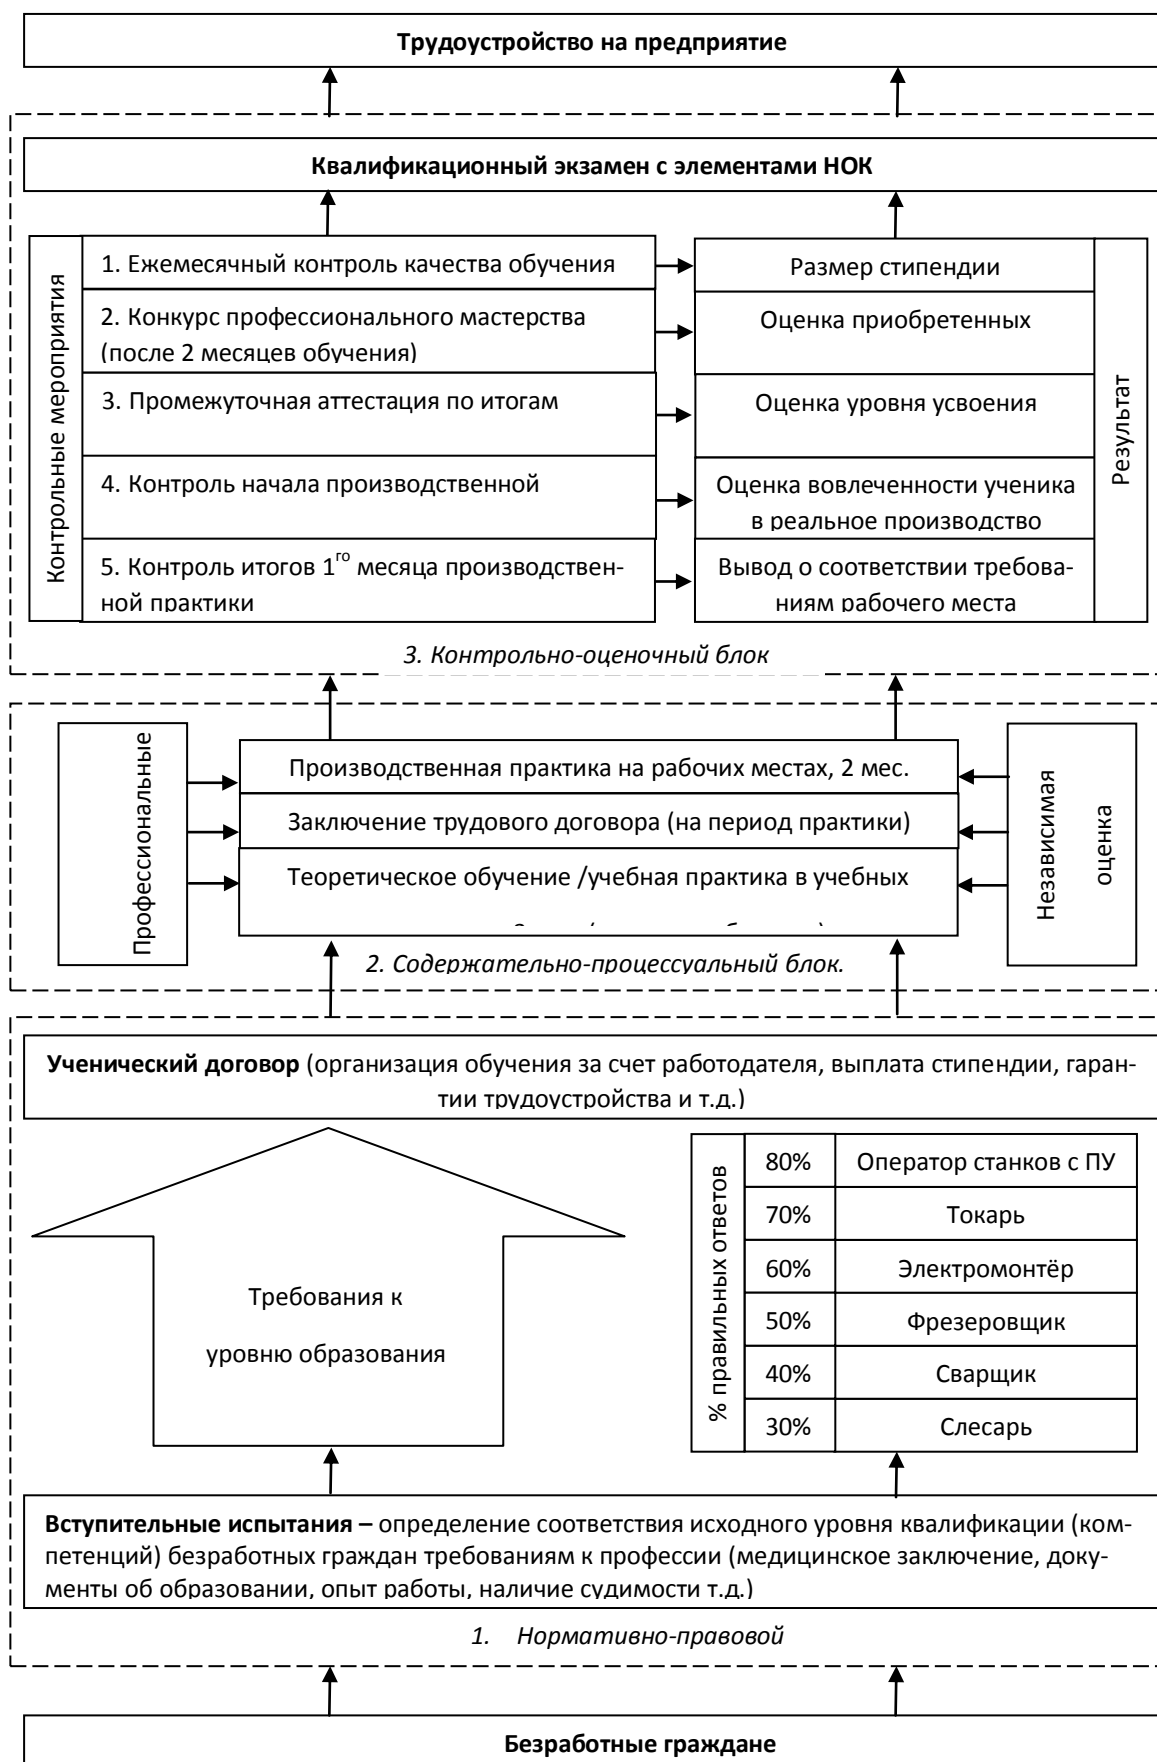 Трудоустройство на предприятие
Квалификационный экзамен с элементами НОК
Контрольные мероприятия
1. Ежемесячный контроль качества обучения
Размер стипендии
2. Конкурс профессионального мастерства
(после 2 месяцев обучения)
Оценка приобретенных
3. Промежуточная аттестация по итогам
Оценка уровня усвоения
4. Контроль начала производственной
Оценка вовлеченности ученика
в реальное производство
5. Контроль итогов 1го месяца производствен-
ной практики
Вывод о соответствии требова-
ниям рабочего места
Результат
3. Контрольно-оценочный блок
Профессиональные
Производственная практика на рабочих местах, 2 мес.
Заключение трудового договора (на период практики)
Теоретическое обучение /учебная практика в учебных
Независимая
оценка
2. Содержательно-процессуальный блок.
Ученический договор (организация обучения за счет работодателя, выплата стипендии, гаран-
тии трудоустройства и т.д.)
Требования к
уровню образования
% правильных ответов
80% Оператор станков с ПУ
70% Токарь
60% Электромонтёр
50% Фрезеровщик
40% Сварщик
30% Слесарь
Вступительные испытания – определение соответствия исходного уровня квалификации (ком-
петенций) безработных граждан требованиям к профессии (медицинское заключение, доку-
менты об образовании, опыт работы, наличие судимости т.д.)
1. Нормативно-правовой
Безработные граждане